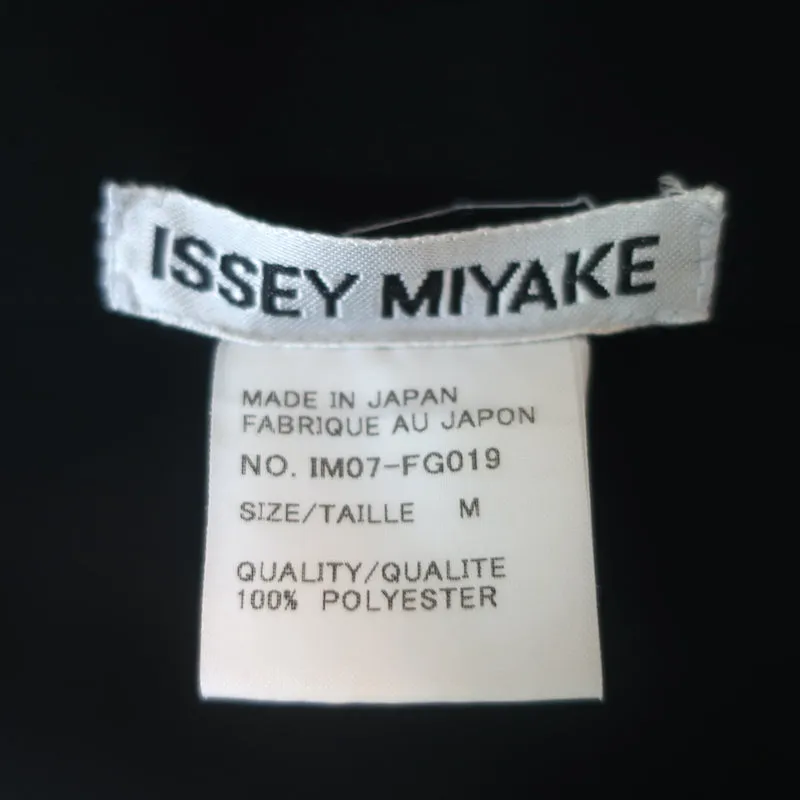 ISSEY MIYAKE
MADE IN JAPAN
FABRIQUE AU JAPON
NO. IM07-FG019
SIZE/TAILLE M
QUALITY/QUALITE
100% POLYESTER